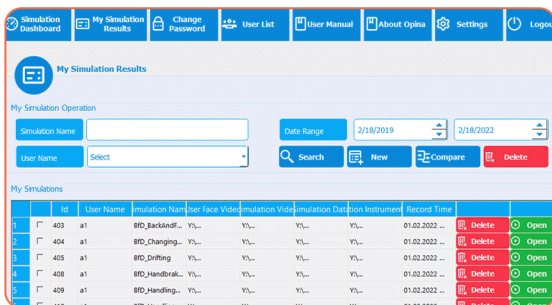 Simulation Dashboard
My Simulation Results
Change Password
User List
User Manual
About Opina
Settings
Logou
My Simulation Results
My Simulation Operation
Simulation Name
Date Range 2/18/2019 2/18/2022
User Name Select Search New Compare Delete
My Simulations
Id User Name imulation Nam User Face Video imulation Vide imulation Data tion Instrument Record Time
1 403 a1 BfD_BackAndF... Y:\,... Y:\,... Y:\,... Y:\,... 01.02.2022 ... Delete Open
2 404 a1 BfD_Changing... Y:\,... Y:\,... Y:\,... Y:\,... 01.02.2022 ... Delete Open
3 405 a1 BfD_Drifting Y:\,... Y:\,... Y:\,... Y:\,... 01.02.2022 ... Delete Open
4 408 a1 BfD_Handbrak... Y:\,... Y:\,... Y:\,... Y:\,... 01.02.2022 ... Delete Open
5 409 a1 BfD_Handling... Y:\,... Y:\,... Y:\,... Y:\,... 01.02.2022 ... Delete Open